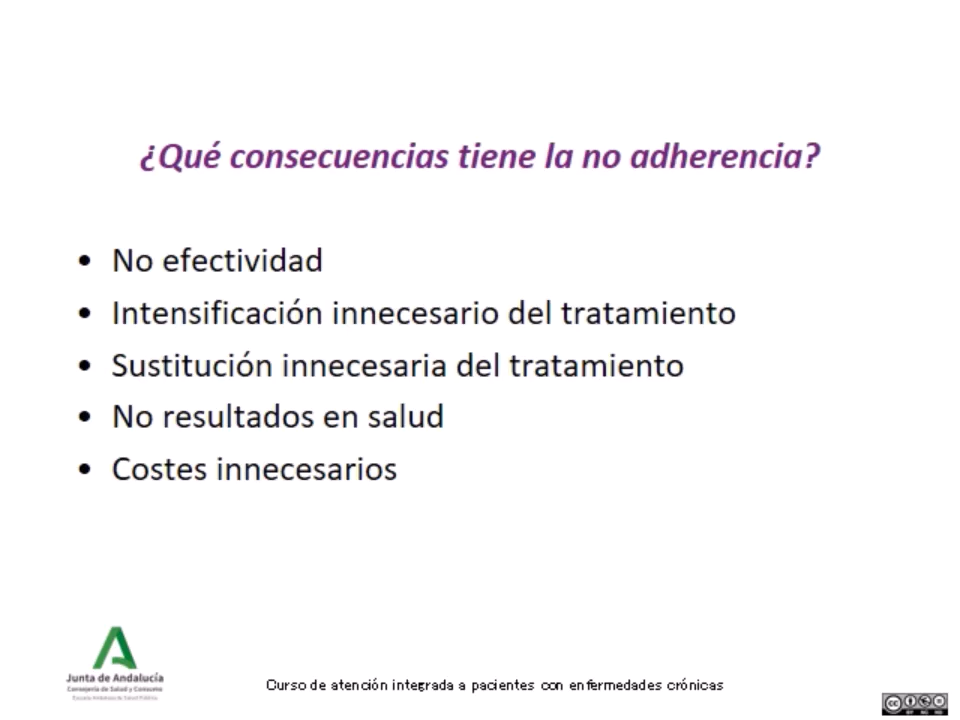 ¿Qué consecuencias tiene la no adherencia?
• No efectividad
• Intensificación innecesario del tratamiento
• Sustitución innecesaria del tratamiento
• No resultados en salud
• Costes innecesarios
Junta de Andalucía
Consejería de Salud y Consumo
Curso de atención integrada a pacientes con enfermedades crónicas
cc